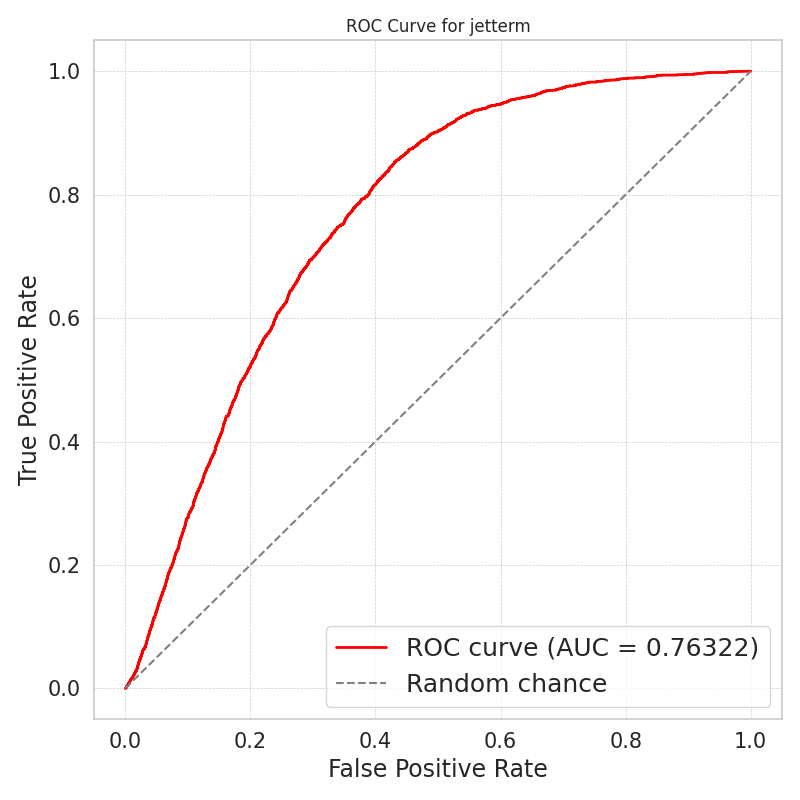 ROC Curve for jetterm
1.0
0.8
0.6
0.4
0.2
0.0
True Positive Rate
ROC curve (AUC = 0.76322)
Random chance
0.0 0.2 0.4 0.6 0.8 1.0
False Positive Rate